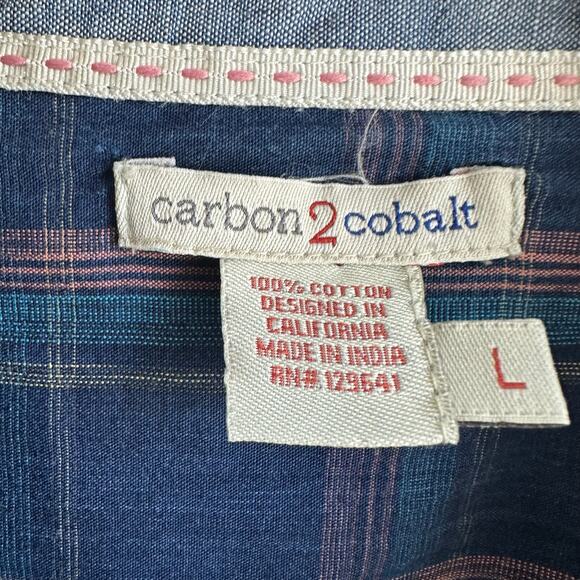 carbon2cobalt
100% COTTON
DESIGNED IN
CALIFORNIA
MADE IN INDIA
RN# 129641
L